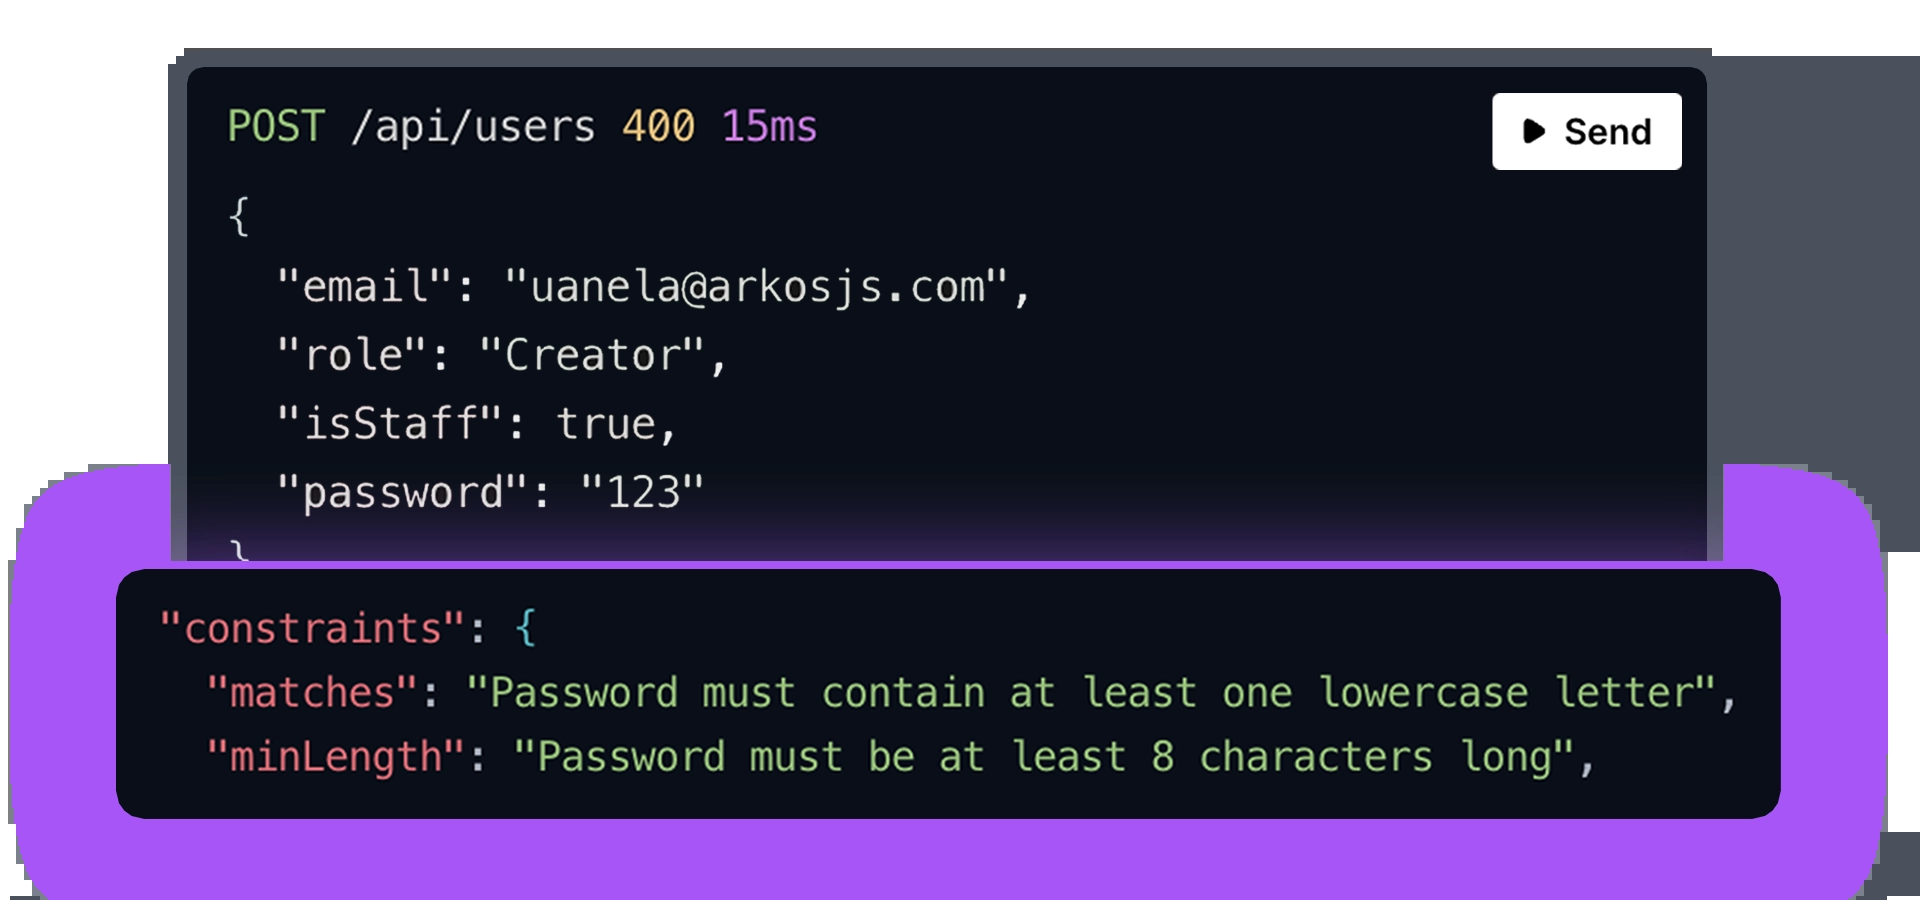 POST /api/users 400 15ms
Send
{
"email": "uanela@arkosjs.com",
"role": "Creator",
"isStaff": true,
"password": "123"
}
"constraints": {
"matches": "Password must contain at least one lowercase letter",
"minLength": "Password must be at least 8 characters long",